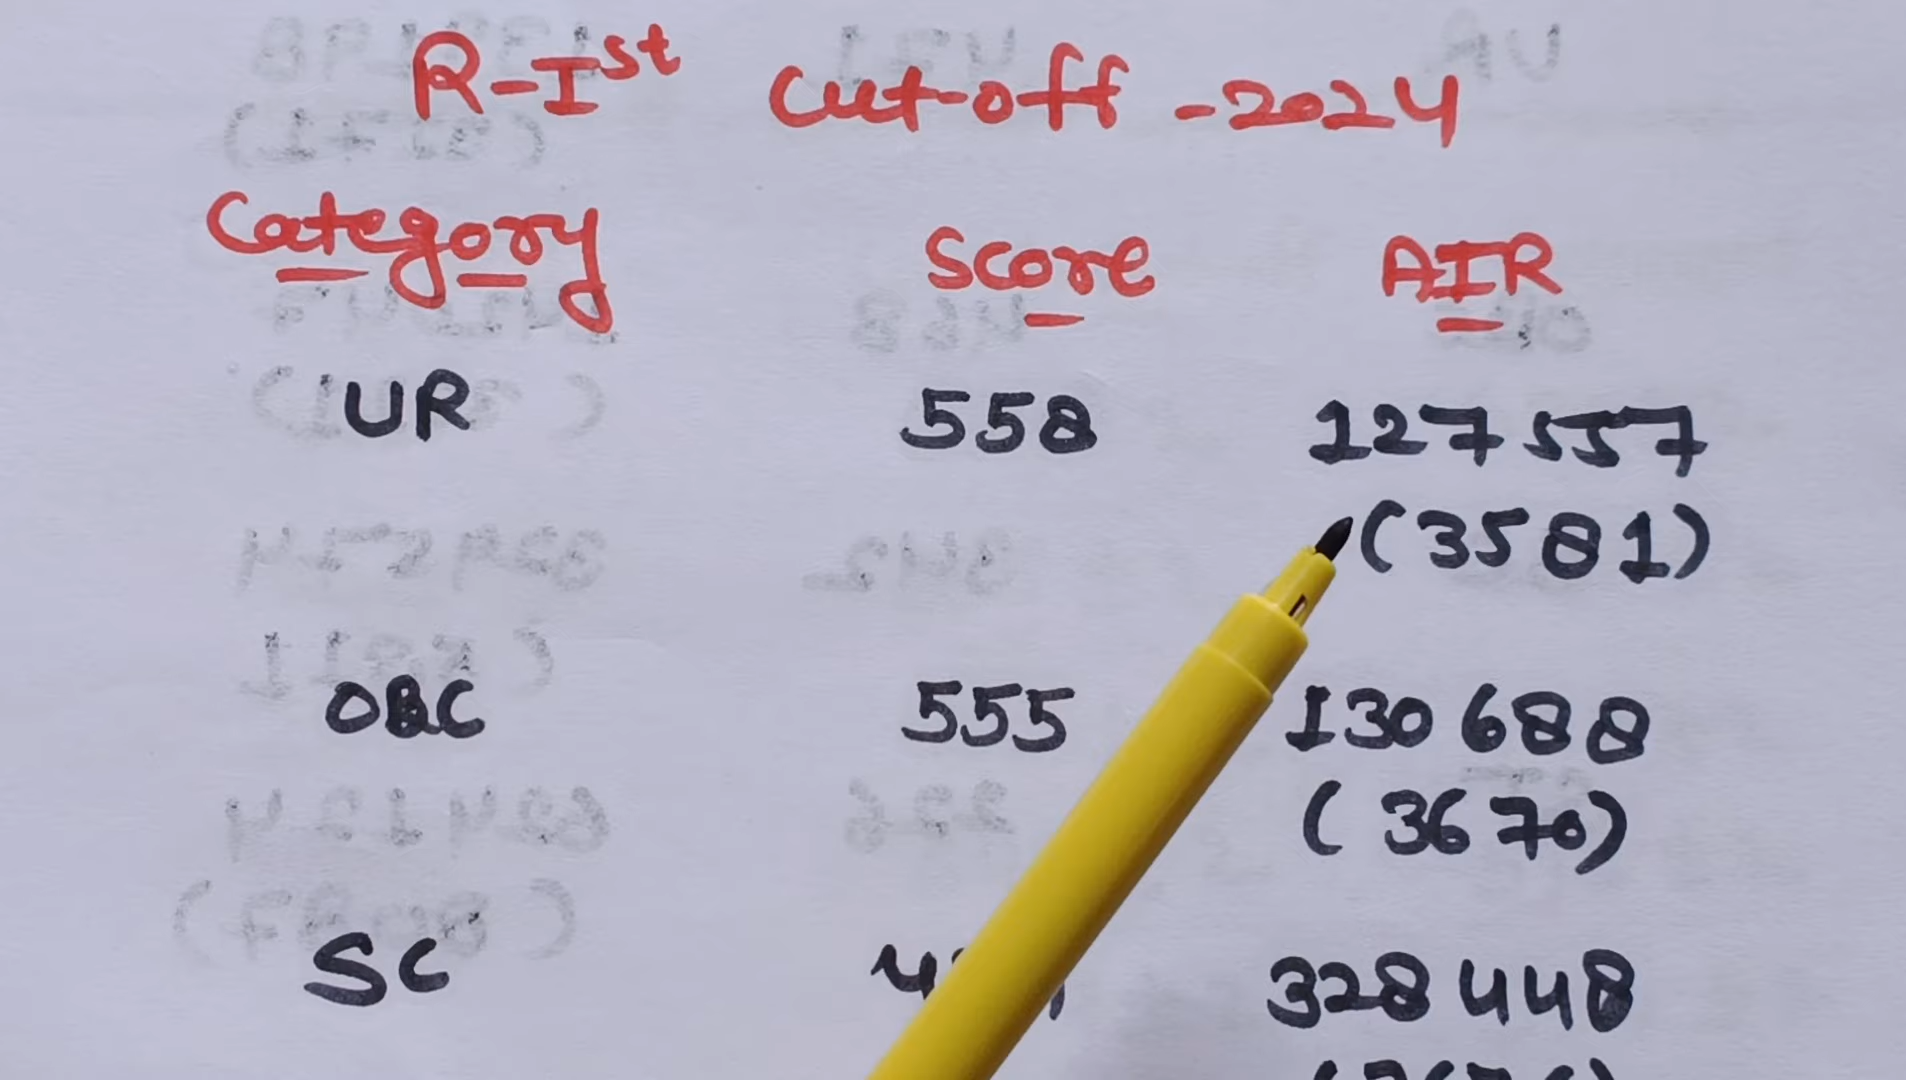 R-Ist Cut-off -2024
Category Score AIR
UR 558 127557
(3581)
OBC 555 130688
(3670)
SC 328448